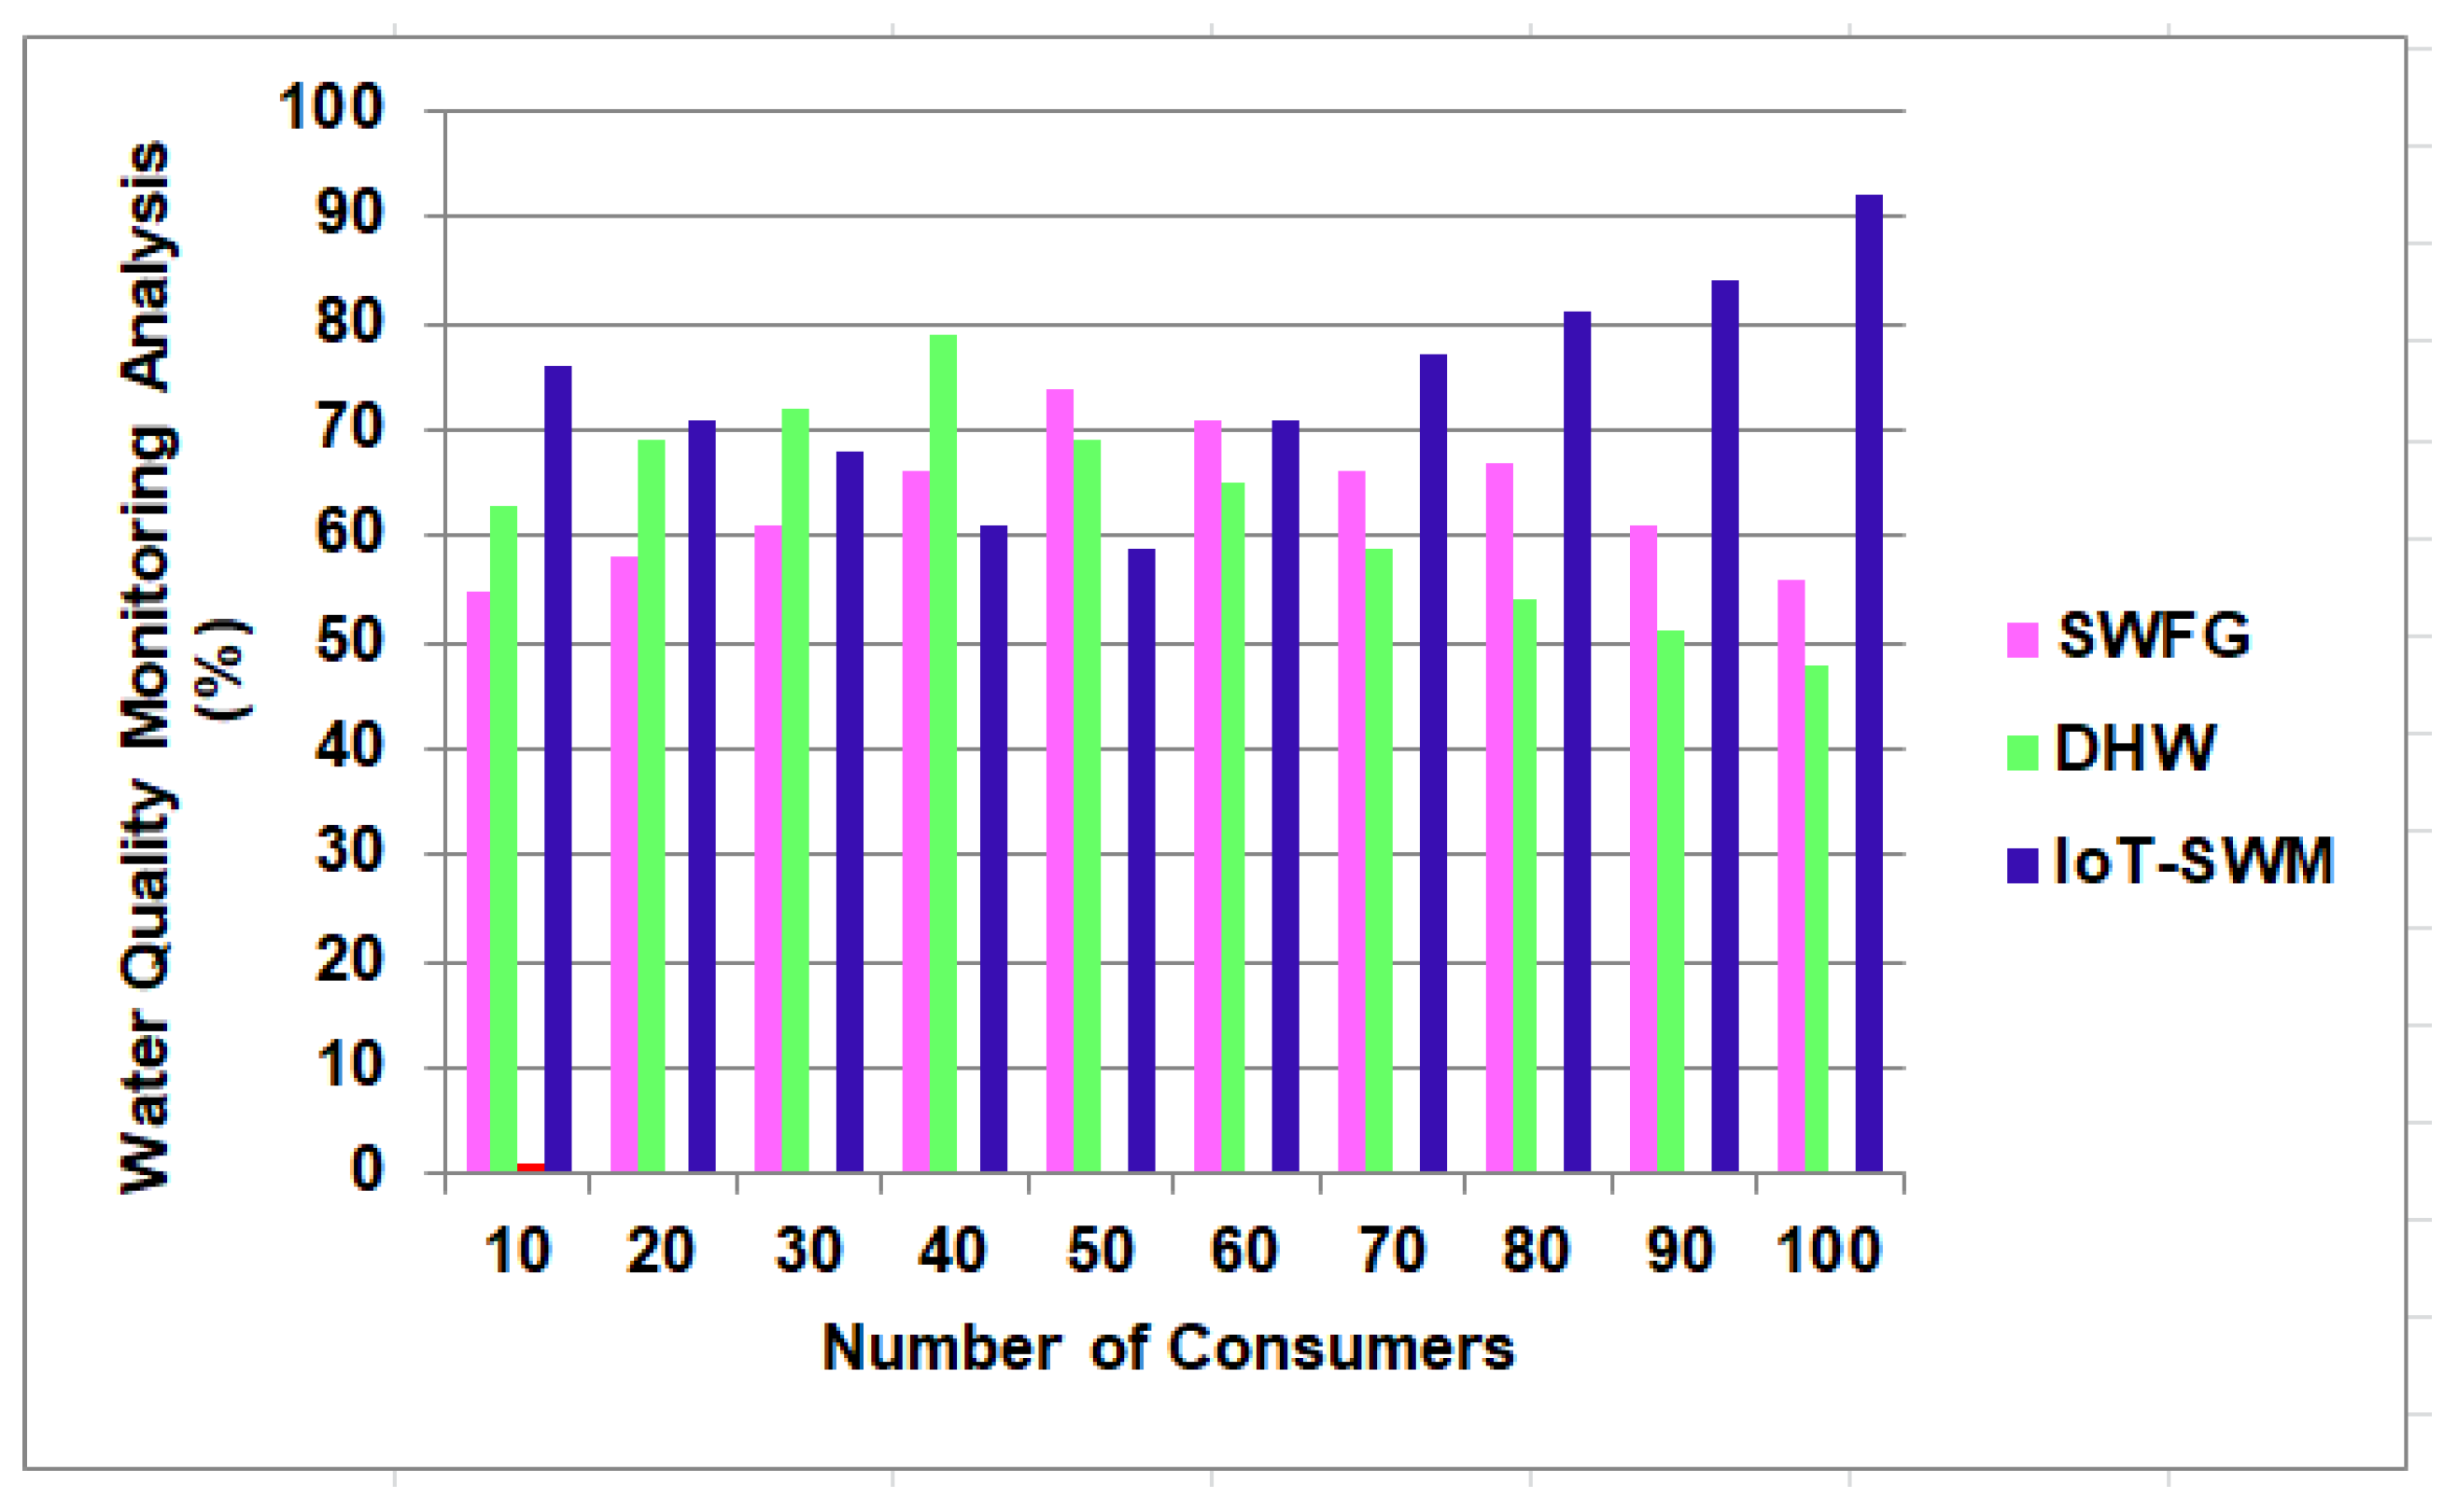 Water Quality Monitoring Analysis
(%)
100
90
80
70
60
50
40
30
20
10
0
10 20 30 40 50 60 70 80 90 100
Number of Consumers
SWFG
DHW
IoT-SWM